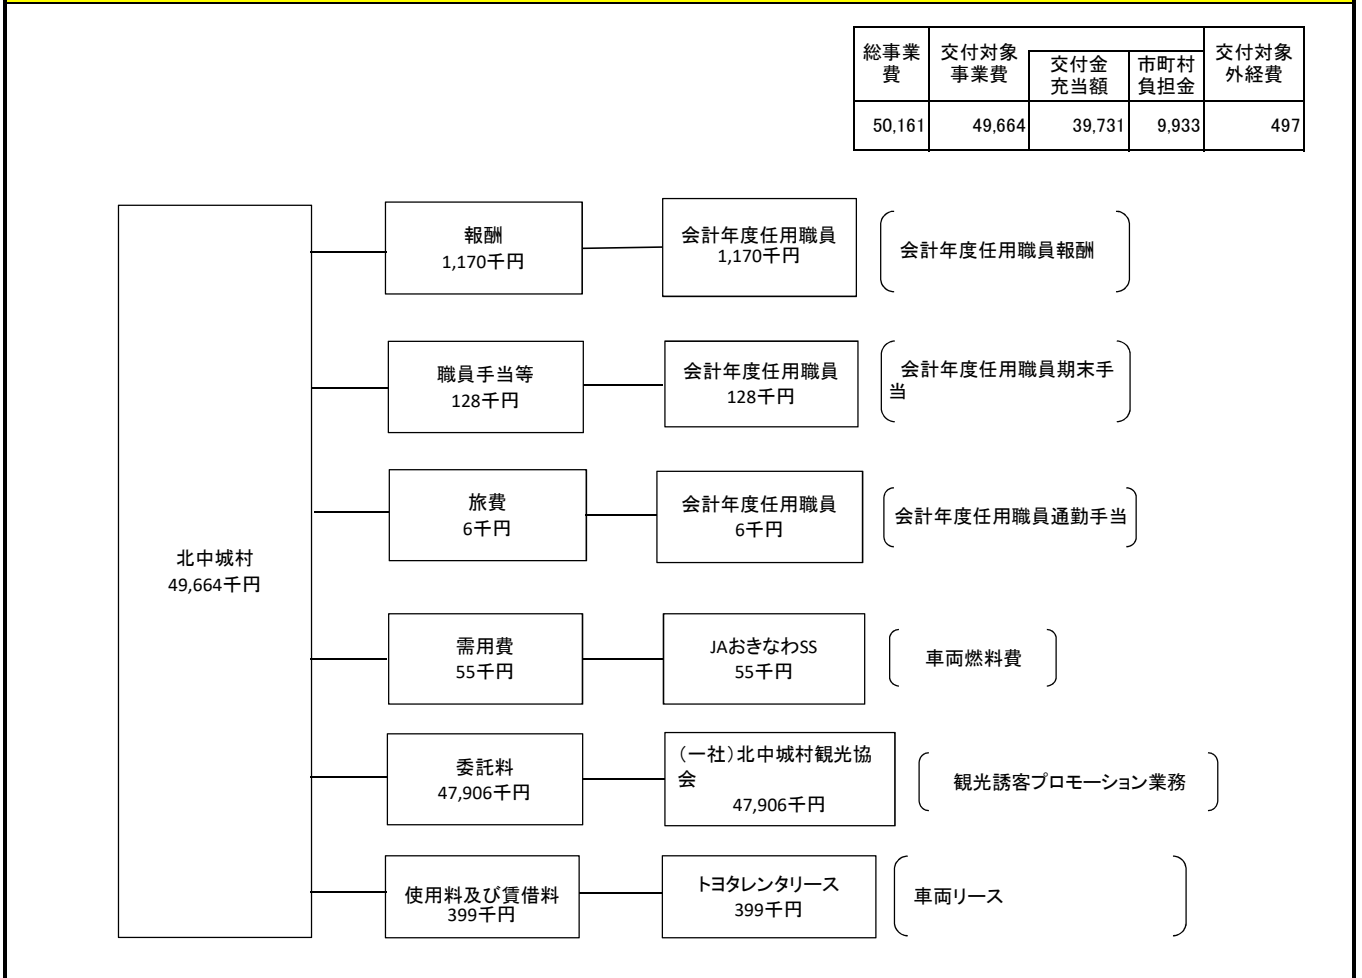 総事業
費
交付対象
事業費
交付金
充当額
市町村
負担金
交付対象
外経費
50,161
49,664
39,731
9,933
497
北中城村
49,664千円
報酬
1,170千円
会計年度任用職員
1,170千円
会計年度任用職員報酬
職員手当等
128千円
会計年度任用職員
128千円
会計年度任用職員期末手
当
旅費
6千円
会計年度任用職員
6千円
会計年度任用職員通勤手当
需用費
55千円
JAおきなわSS
55千円
車両燃料費
委託料
47,906千円
(一社)北中城村観光協
会
47,906千円
観光誘客プロモーション業務
使用料及び賃借料
399千円
トヨタレンタリース
399千円
車両リース